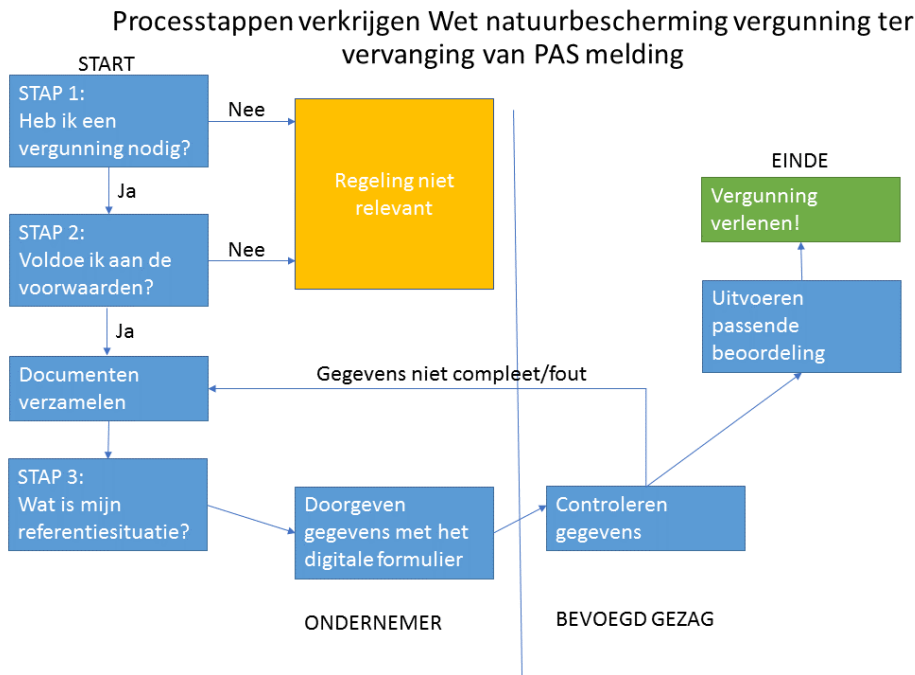 Processtappen verkrijgen Wet natuurbescherming vergunning ter
vervanging van PAS melding
START
STAP 1:
Heb ik een
vergunning nodig?
Nee
Regeling niet
relevant
Ja
STAP 2:
Voldoe ik aan de
voorwaarden?
Nee
Ja
Documenten
verzamelen
Gegevens niet compleet/fout
STAP 3:
Wat is mijn
referentiesituatie?
Doorgeven
gegevens met het
digitale formulier
Controleren
gegevens
Uitvoeren
passende
beoordeling
EINDE
Vergunning
verlenen!
ONDERNEMER
BEVOEGD GEZAG